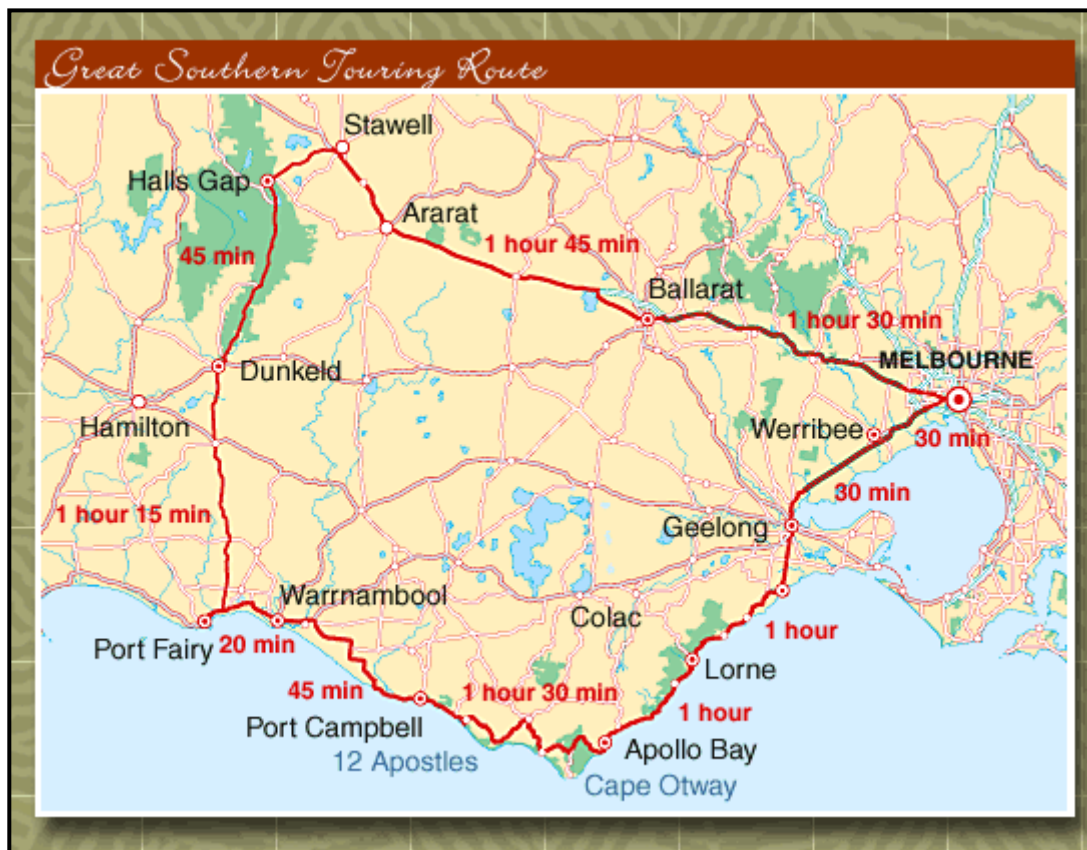 Great Southern Touring Route
Stawell
Halls Gap
Ararat
1 hour 45 min
45 min
Ballarat
1 hour 30 min
MELBOURNE
Dunkeld
Hamilton
Werribee
30 min
30 min
1 hour 15 min
Geelong
Warrnambool
Colac
Port Fairy
20 min
1 hour
Lorne
45 min
1 hour 30 min
1 hour
Port Campbell
Apollo Bay
12 Apostles
Cape Otway